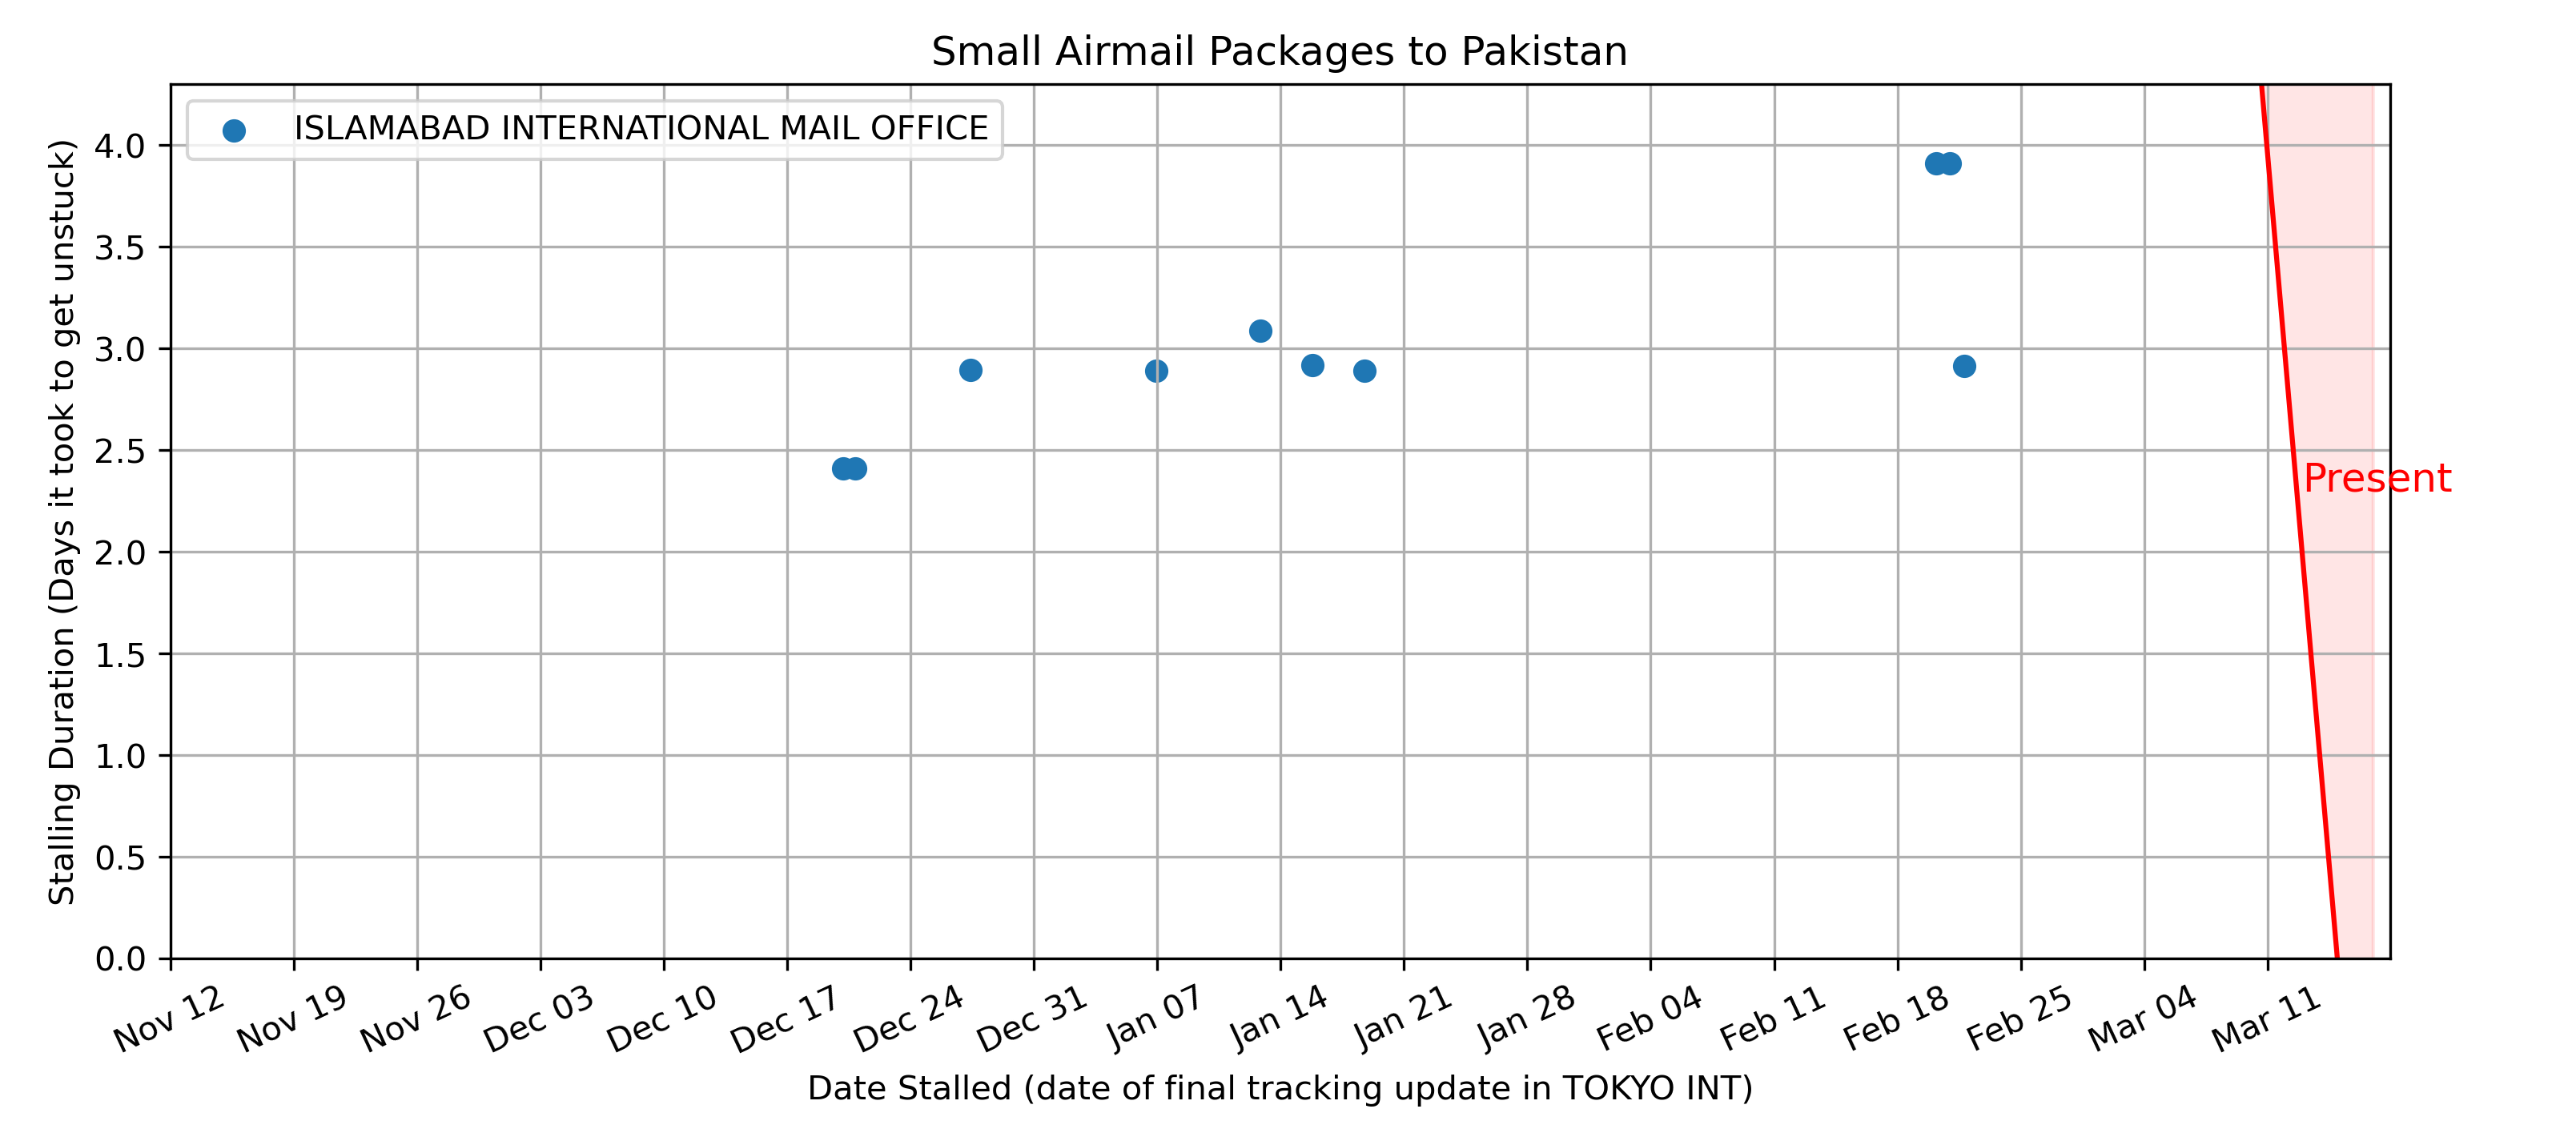 Small Airmail Packages to Pakistan
ISLAMABAD INTERNATIONAL MAIL OFFICE
Stalling Duration (Days it took to get unstuck)
4.0
3.5
3.0
2.5
2.0
1.5
1.0
0.5
0.0
Present
Nov 12 Nov 19 Nov 26 Dec 03 Dec 10 Dec 17 Dec 24 Dec 31 Jan 07 Jan 14 Jan 21 Jan 28 Feb 04 Feb 11 Feb 18 Feb 25 Mar 04 Mar 11
Date Stalled (date of final tracking update in TOKYO INT)